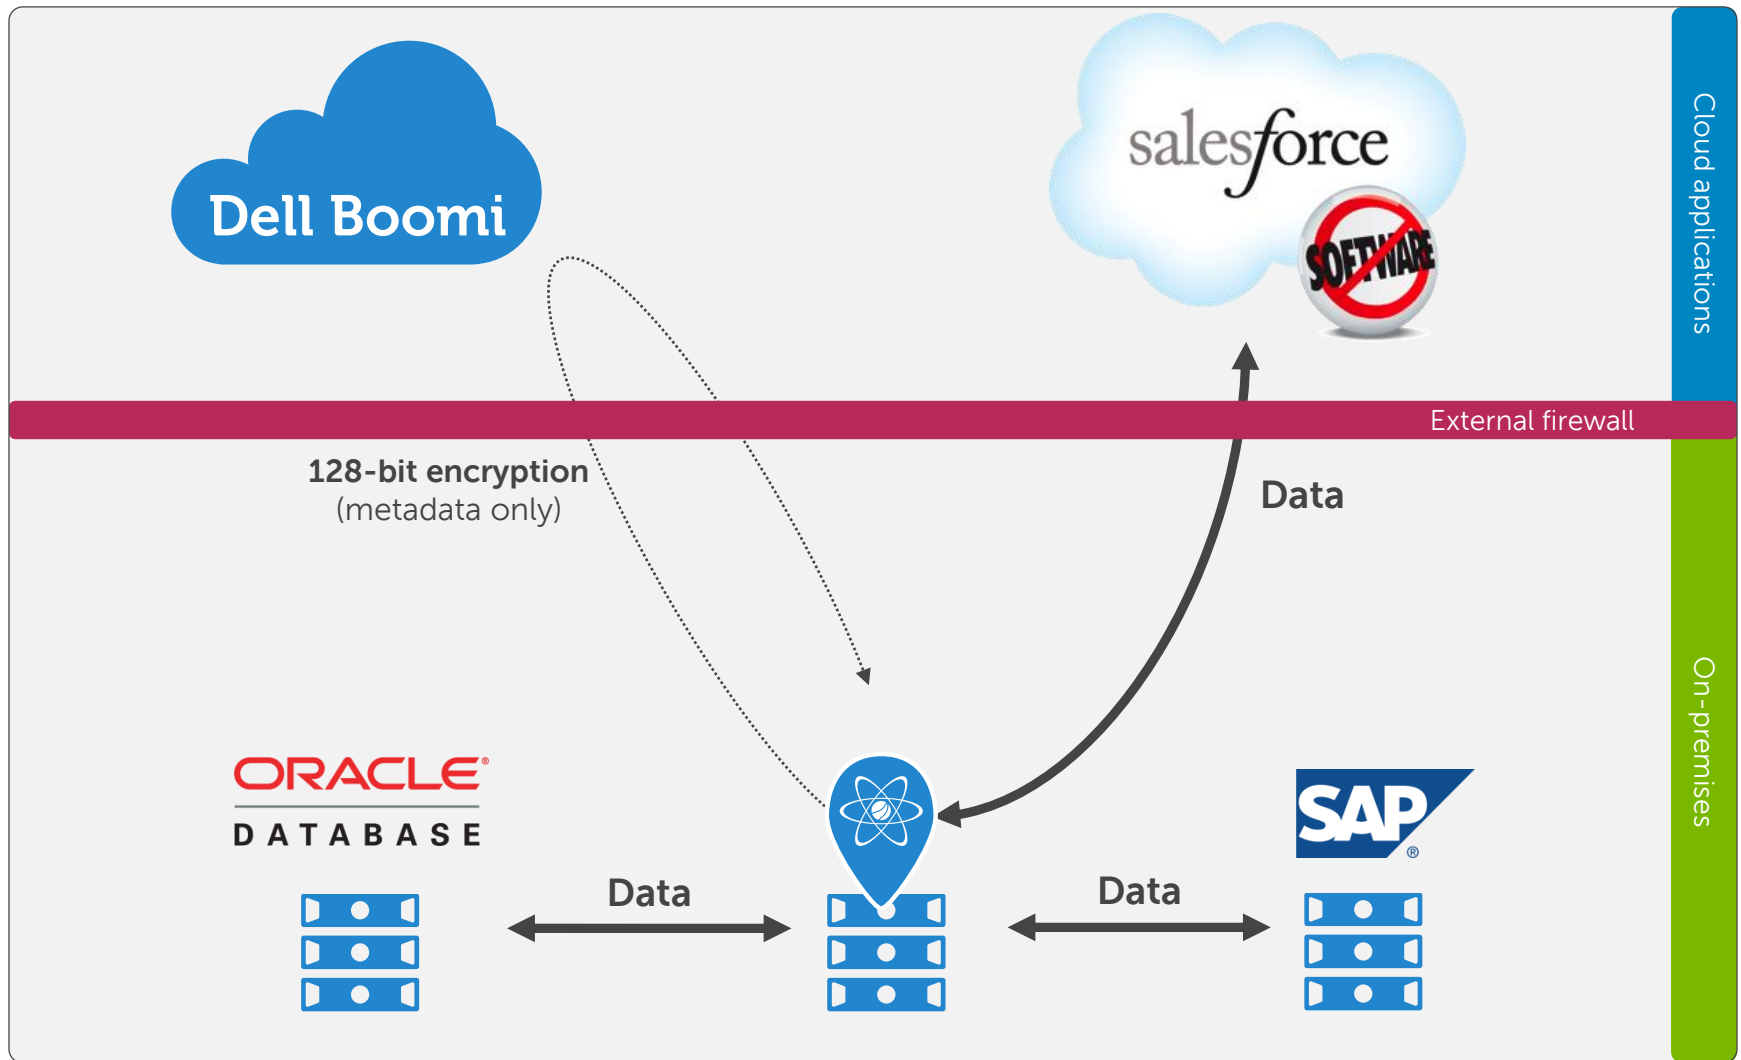 Dell Boomi
salesforce
SOFTWARE
Cloud applications
External firewall
128-bit encryption
(metadata only)
Data
On-premises
ORACLE®
DATABASE
SAP
®
Data
Data